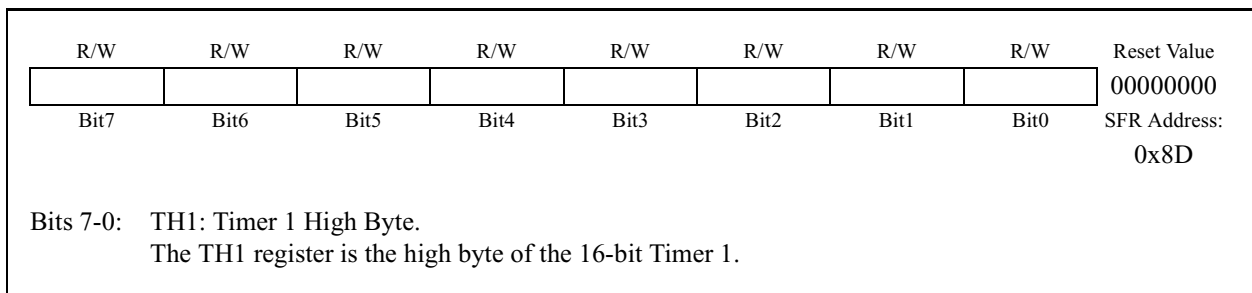 R/W R/W R/W R/W R/W R/W R/W R/W Reset Value
00000000
Bit7 Bit6 Bit5 Bit4 Bit3 Bit2 Bit1 Bit0 SFR Address:
0x8D
Bits 7-0: TH1: Timer 1 High Byte.
The TH1 register is the high byte of the 16-bit Timer 1.